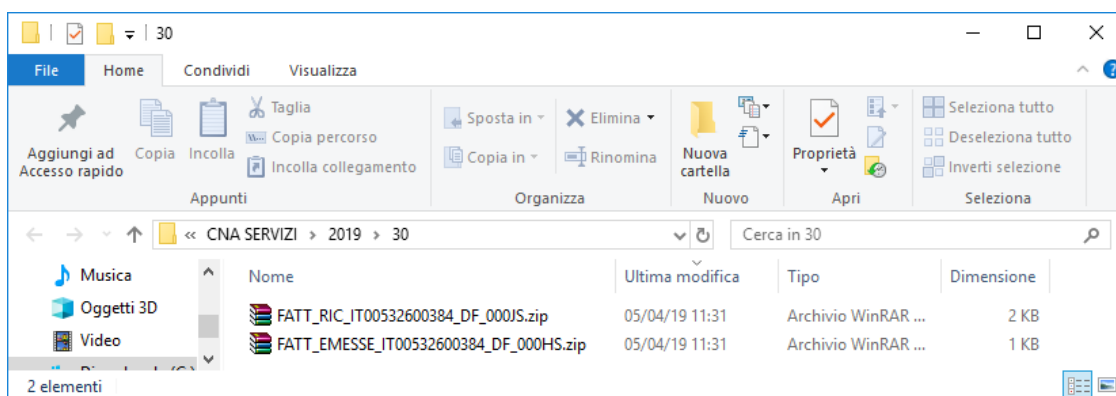 30
File Home Condividi Visualizza
Aggiungi ad Accesso rapido
Copia
Incolla
Taglia
Copia percorso
Incolla collegamento
Appunti
Sposta in
Copia in
Elimina
Rinomina
Organizza
Nuova cartella
Nuovo
Proprietà
Apri
Seleziona tutto
Deseleziona tutto
Inverti selezione
Seleziona
« CNA SERVIZI > 2019 > 30
Cerca in 30
Musica
Oggetti 3D
Video
Nome Ultima modifica Tipo Dimensione
FATT_RIC_IT00532600384_DF_000JS.zip 05/04/19 11:31 Archivio WinRAR ... 2 KB
FATT_EMESSE_IT00532600384_DF_000HS.zip 05/04/19 11:31 Archivio WinRAR ... 1 KB
2 elementi